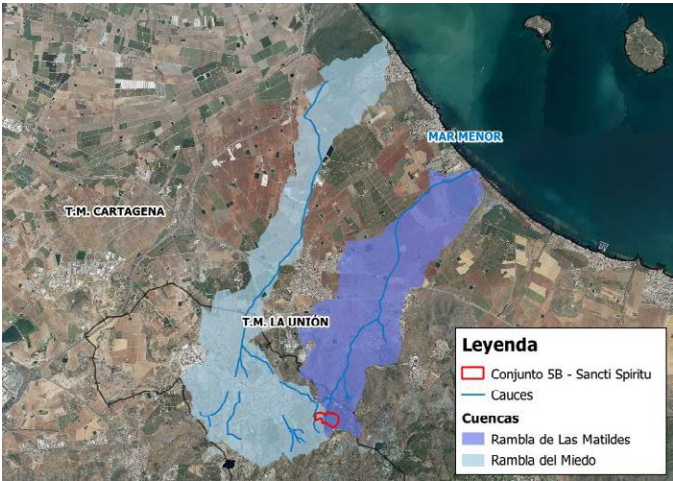 MAR MENOR
T.M. CARTAGENA
T.M. LA UNIÓN
Leyenda
Conjunto 5B - Sancti Spiritu
Cauces
Cuencas
Rambla de Las Matildes
Rambla del Miedo